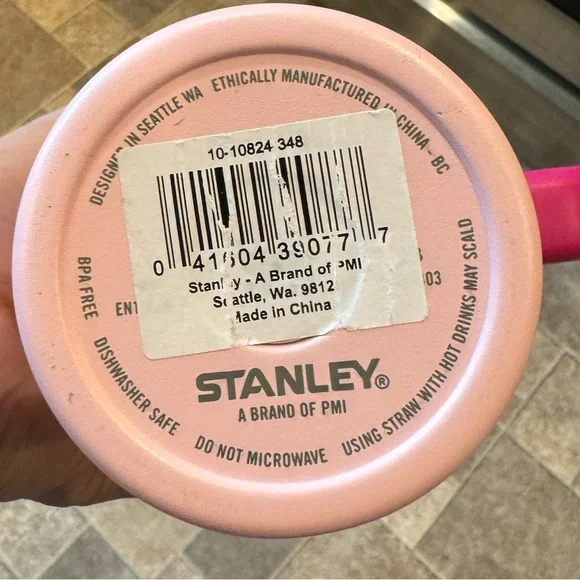 DESIGNED IN SEATTLE WA ETHICALLY MANUFACTURED IN CHINA - BC
10-10824 348
0 41604 39077 7
Stanley - A Brand of PMI
Seattle, Wa. 9812
Made in China
03
BPA FREE DISHWASHER SAFE DO NOT MICROWAVE USING STRAW WITH HOT DRINKS MAY SCALD
STANLEY®
A BRAND OF PMI